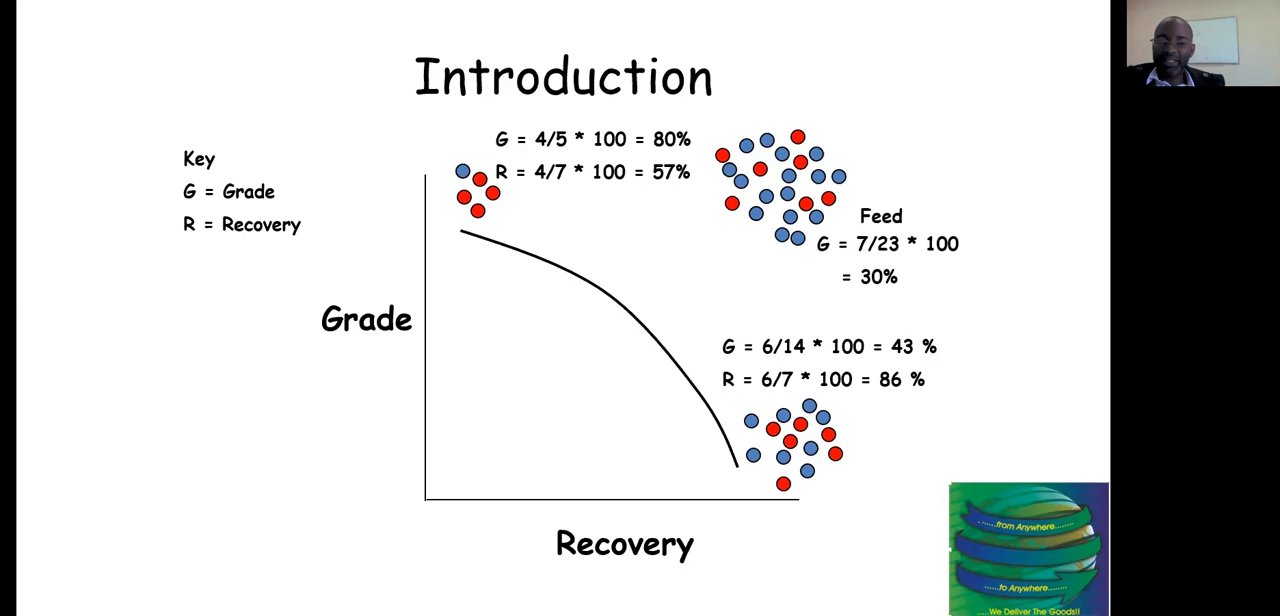 Introduction
G = 4/5 * 100 = 80%
R = 4/7 * 100 = 57%
Key
G = Grade
R = Recovery
Feed
G = 7/23 * 100
= 30%
Grade
G = 6/14 * 100 = 43 %
R = 6/7 * 100 = 86 %
Recovery
......from Anywhere........
......to Anywhere.......
.....We Deliver The Goods!!